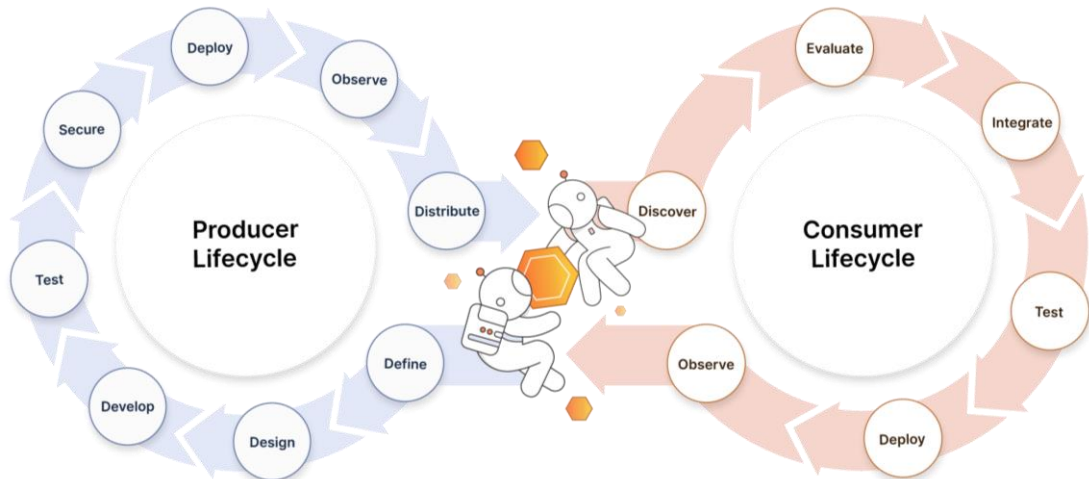 Deploy
Observe
Secure
Distribute
Producer
Lifecycle
Test
Define
Develop
Design
Evaluate
Integrate
Discover
Consumer
Lifecycle
Test
Observe
Deploy